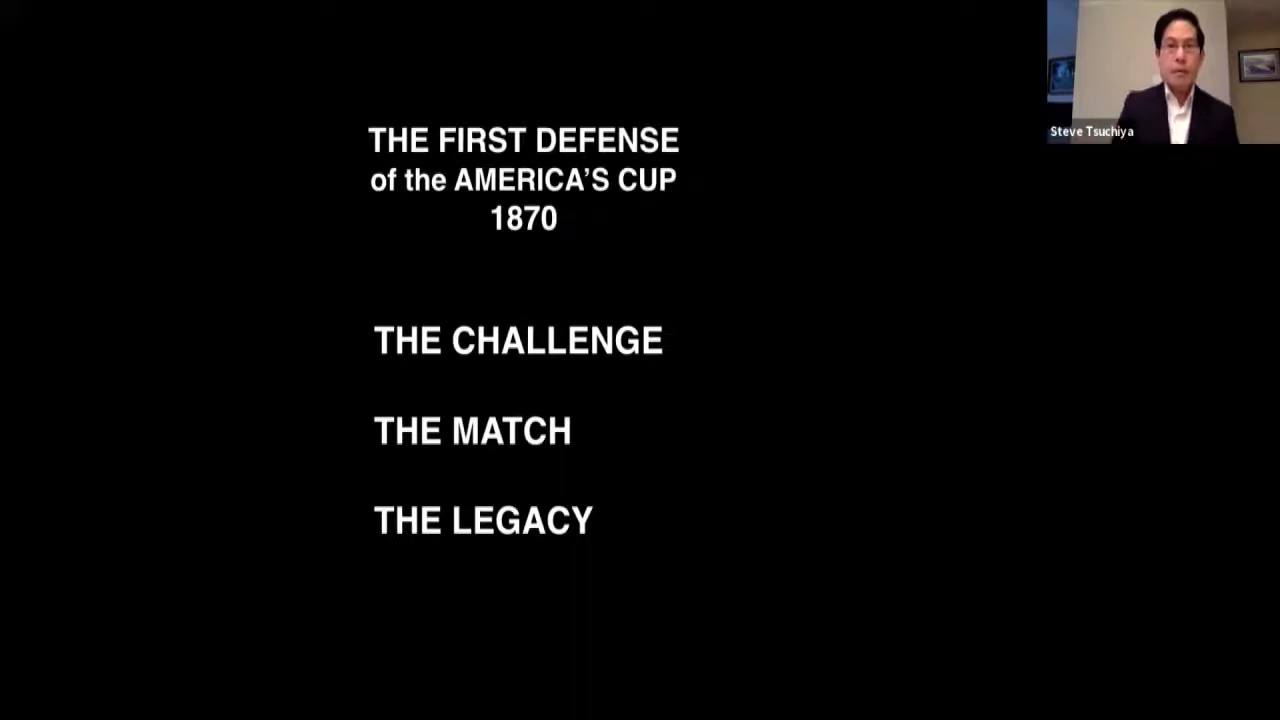 THE FIRST DEFENSE
of the AMERICA’S CUP
1870
THE CHALLENGE
THE MATCH
THE LEGACY
Steve Tsuchiya